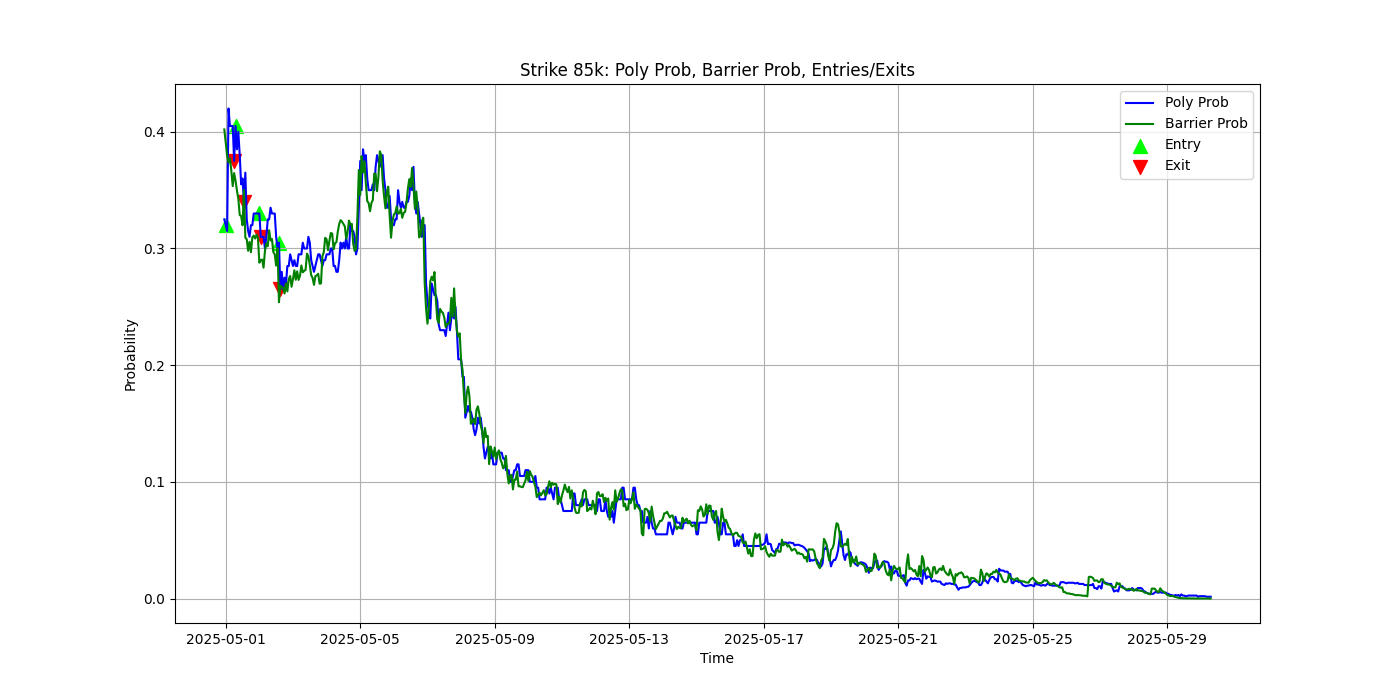 Strike 85k: Poly Prob, Barrier Prob, Entries/Exits
Poly Prob
Barrier Prob
Entry
Exit
Probability
0.4
0.3
0.2
0.1
0.0
2025-05-01 2025-05-05 2025-05-09 2025-05-13 2025-05-17 2025-05-21 2025-05-25 2025-05-29
Time